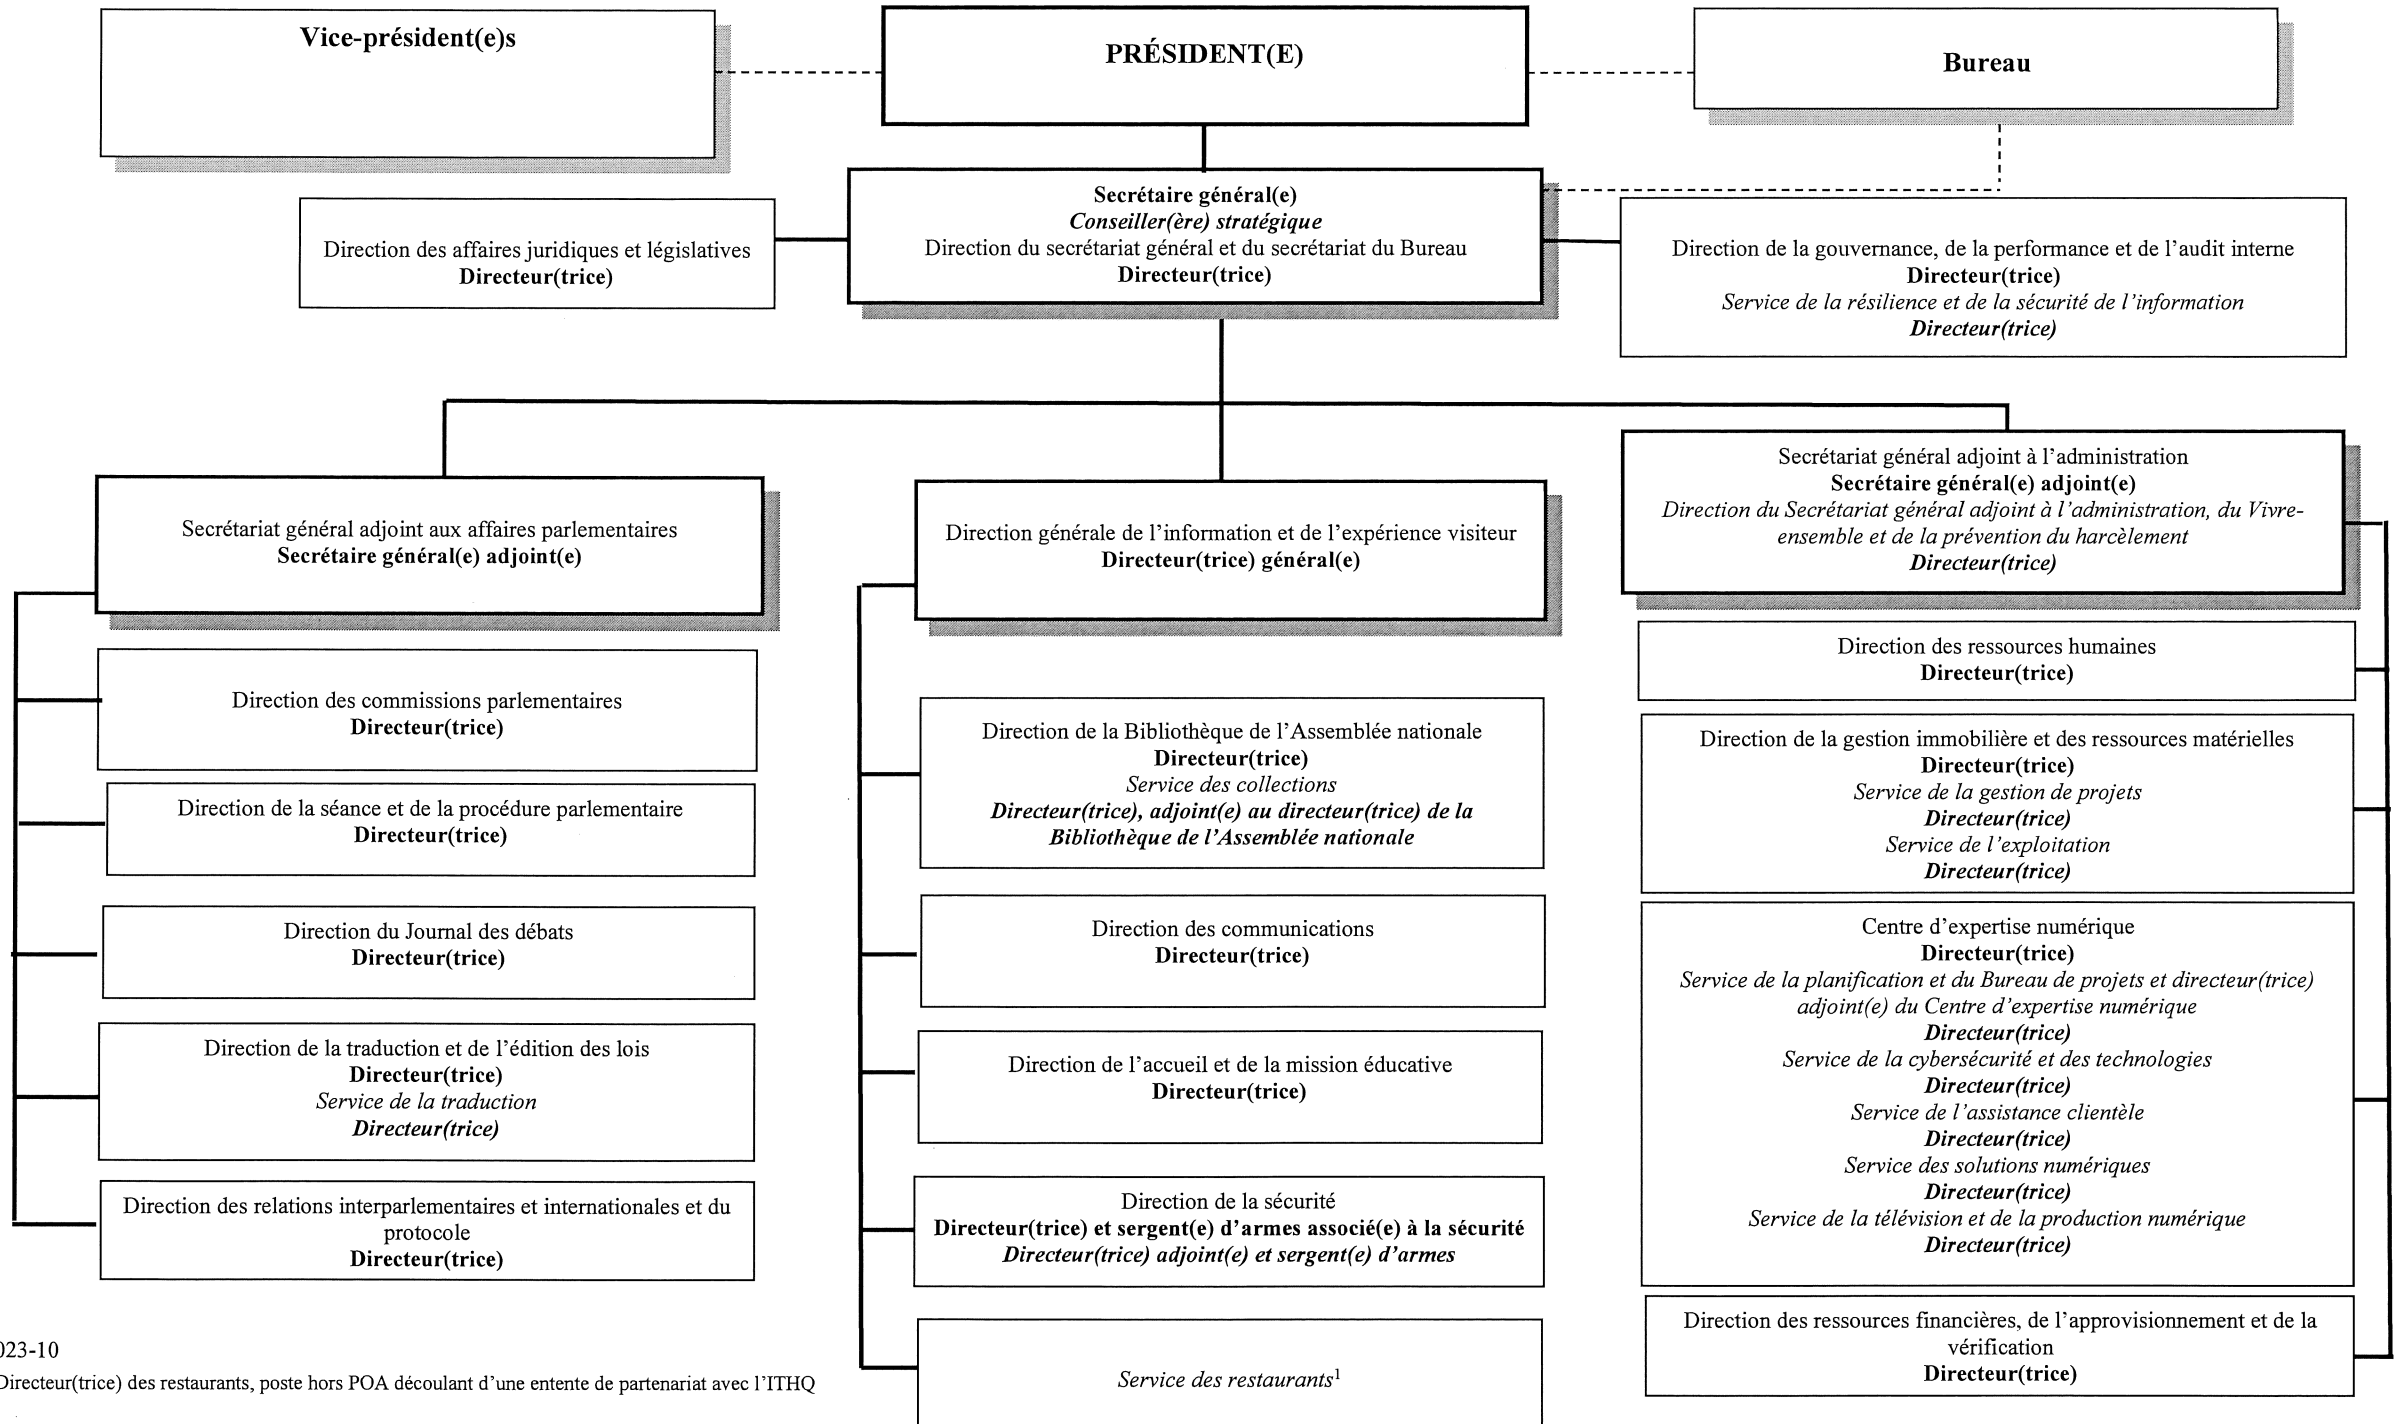 Vice-président(e)s
PRÉSIDENT(E)
Bureau
Secrétaire général(e)
Conseiller(ère) stratégique
Direction du secrétariat général et du secrétariat du Bureau
Directeur(trice)
Direction des affaires juridiques et législatives
Directeur(trice)
Direction de la gouvernance, de la performance et de l'audit interne
Directeur(trice)
Service de la résilience et de la sécurité de l'information
Directeur(trice)
Secrétariat général adjoint aux affaires parlementaires
Secrétaire général(e) adjoint(e)
Direction des commissions parlementaires
Directeur(trice)
Direction de la séance et de la procédure parlementaire
Directeur(trice)
Direction du Journal des débats
Directeur(trice)
Direction de la traduction et de l'édition des lois
Directeur(trice)
Service de la traduction
Directeur(trice)
Direction des relations interparlementaires et internationales et du
protocole
Directeur(trice)
Direction générale de l'information et de l'expérience visiteur
Directeur(trice) général(e)
Direction de la Bibliothèque de l'Assemblée nationale
Directeur(trice)
Service des collections
Directeur(trice), adjoint(e) au directeur(trice) de la
Bibliothèque de l'Assemblée nationale
Direction des communications
Directeur(trice)
Direction de l'accueil et de la mission éducative
Directeur(trice)
Direction de la sécurité
Directeur(trice) et sergent(e) d'armes associé(e) à la sécurité
Directeur(trice) adjoint(e) et sergent(e) d'armes
Service des restaurants¹
Secrétariat général adjoint à l'administration
Secrétaire général(e) adjoint(e)
Direction du Secrétariat général adjoint à l'administration, du Vivre-
ensemble et de la prévention du harcèlement
Directeur(trice)
Direction des ressources humaines
Directeur(trice)
Direction de la gestion immobilière et des ressources matérielles
Directeur(trice)
Service de la gestion de projets
Directeur(trice)
Service de l'exploitation
Directeur(trice)
Centre d'expertise numérique
Directeur(trice)
Service de la planification et du Bureau de projets et directeur(trice)
adjoint(e) du Centre d'expertise numérique
Directeur(trice)
Service de la cybersécurité et des technologies
Directeur(trice)
Service de l'assistance clientèle
Directeur(trice)
Service des solutions numériques
Directeur(trice)
Service de la télévision et de la production numérique
Directeur(trice)
Direction des ressources financières, de l'approvisionnement et de la
vérification
Directeur(trice)
023-10
Directeur(trice) des restaurants, poste hors POA découlant d'une entente de partenariat avec l'ITHQ